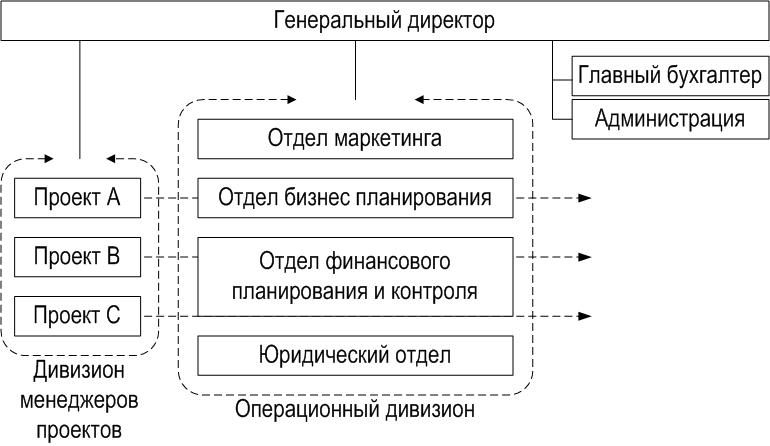 Генеральный директор
Главный бухгалтер
Администрация
Отдел маркетинга
Проект А
Отдел бизнес планирования
Проект В
Отдел финансового
планирования и контроля
Проект С
Юридический отдел
Дивизион
менеджеров
проектов
Операционный дивизион